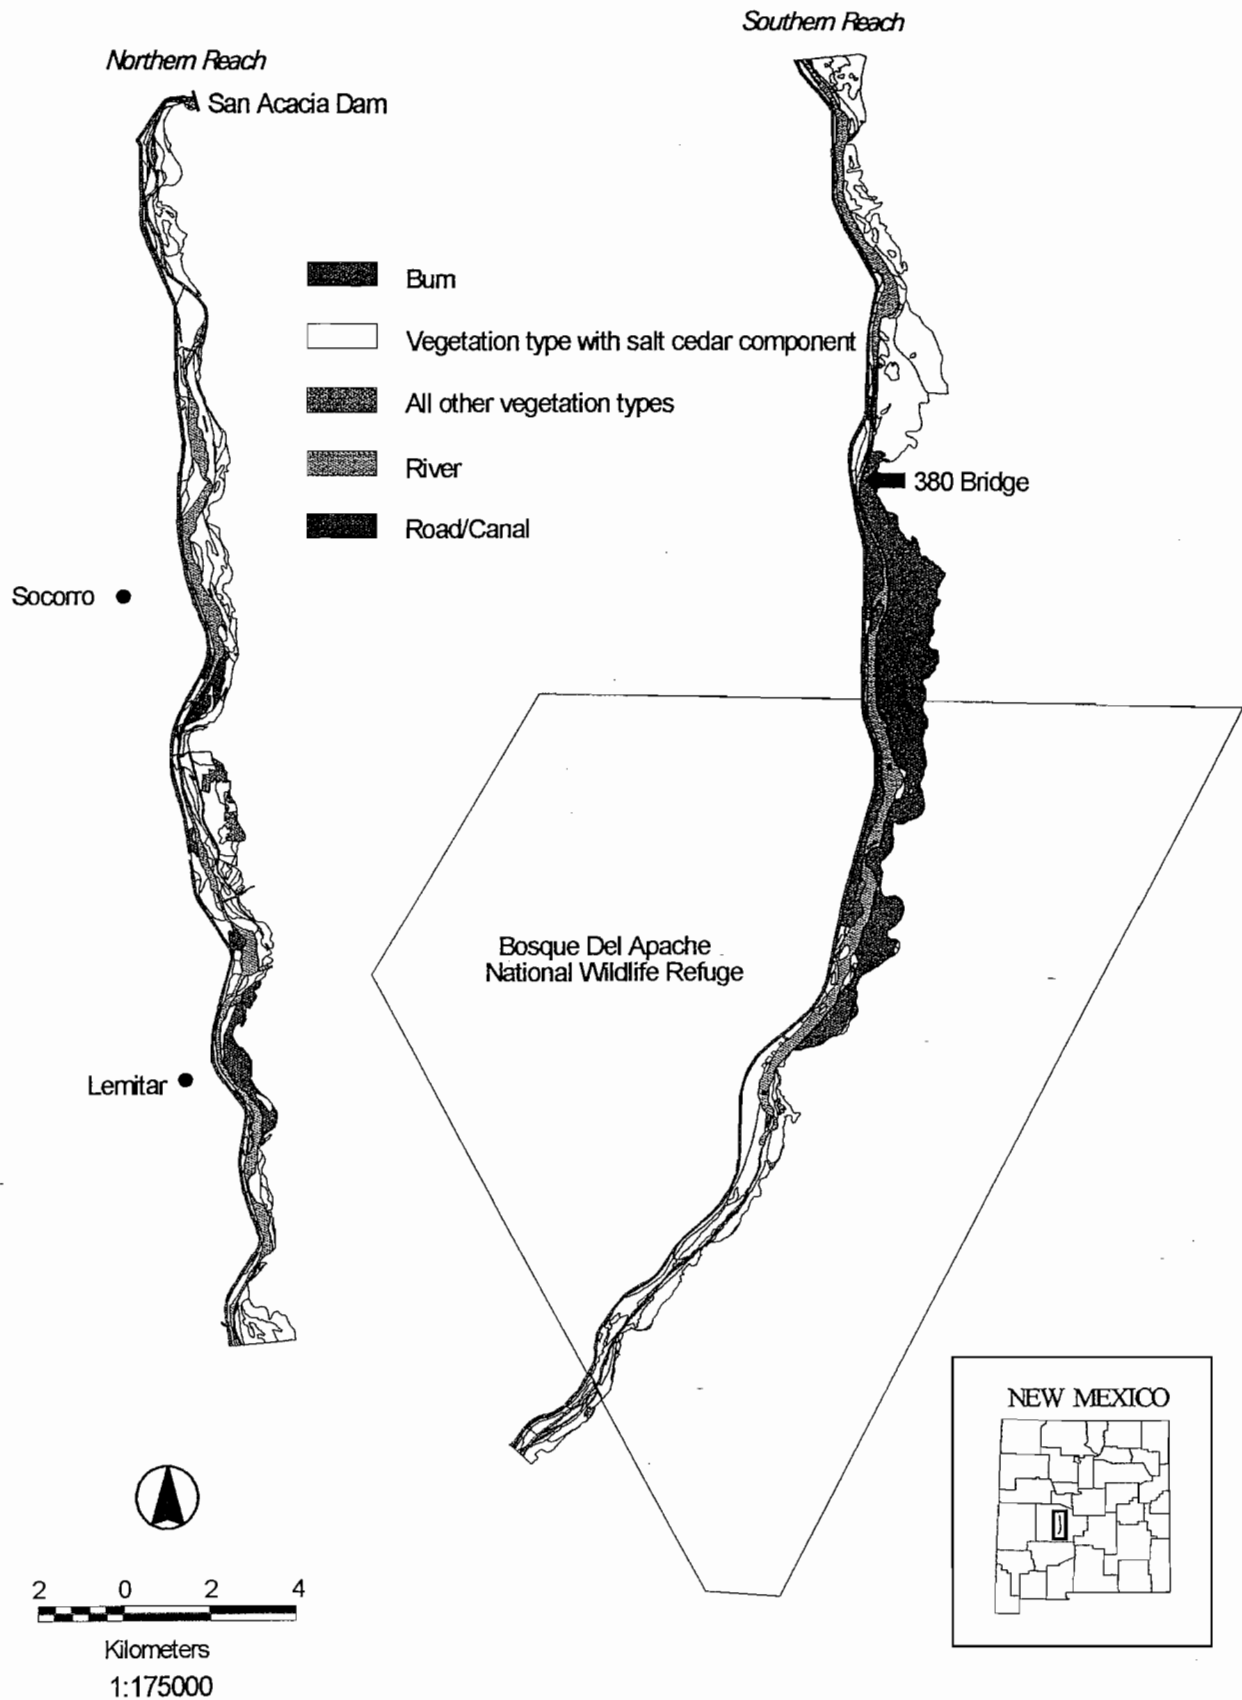 Southern Reach
Northern Reach
San Acacia Dam
Burn
Vegetation type with salt cedar component
All other vegetation types
River
380 Bridge
Road/Canal
Socorro
Bosque Del Apache
National Wildlife Refuge
Lemitar
NEW MEXICO
2 0 2 4
Kilometers
1:175000